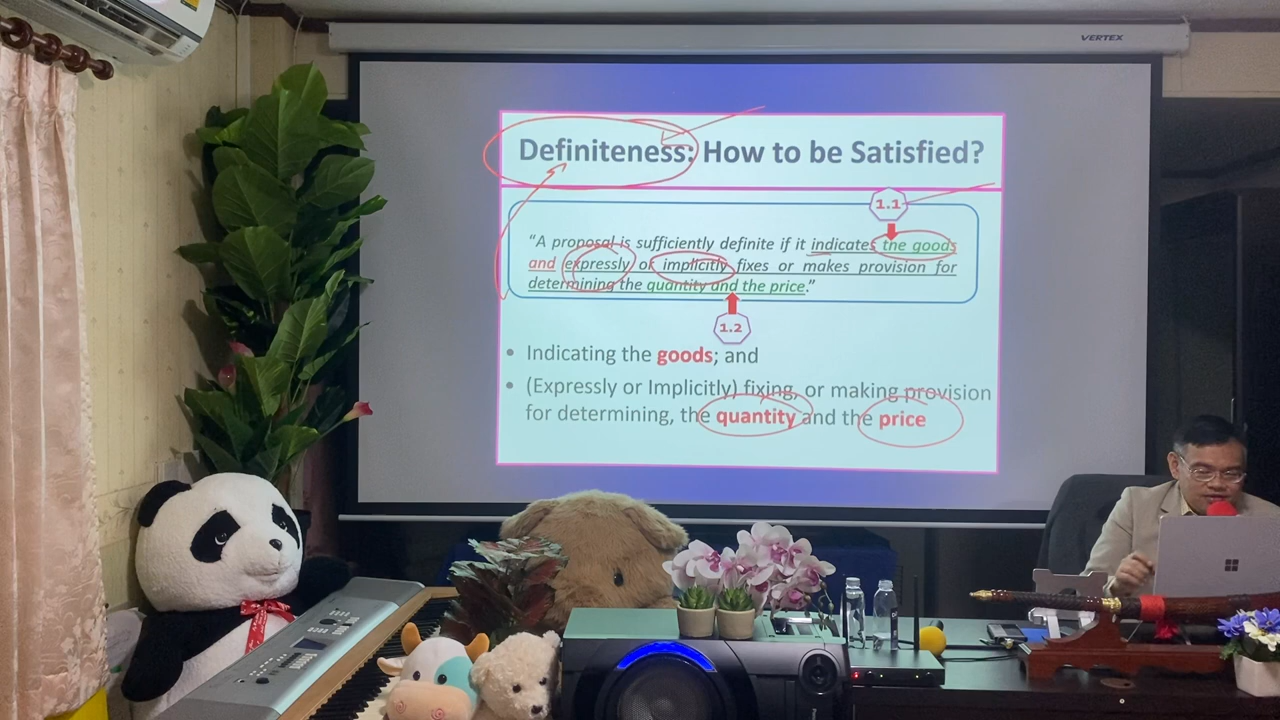 VERTEX
Definiteness: How to be Satisfied?
1.1
“A proposal is sufficiently definite if it indicates the goods
and expressly or implicitly fixes or makes provision for
determining the quantity and the price.”
1.2
• Indicating the goods; and
• (Expressly or Implicitly) fixing, or making provision
for determining, the quantity and the price